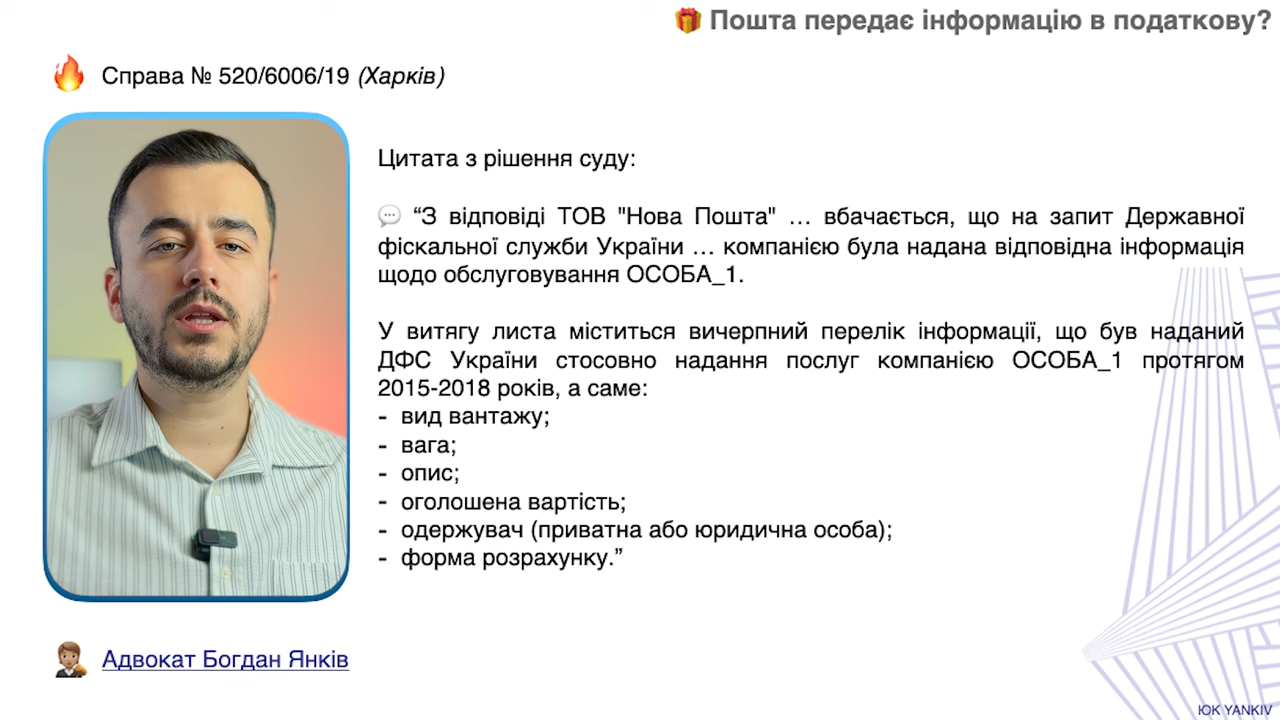 Пошта передає інформацію в податкову?
Справа № 520/6006/19 (Харків)
Цитата з рішення суду:
“З відповіді ТОВ "Нова Пошта" … вбачається, що на запит Державної
фіскальної служби України … компанією була надана відповідна інформація
щодо обслуговування ОСОБА_1.
У витягу листа міститься вичерпний перелік інформації, що був наданий
ДФС України стосовно надання послуг компанією ОСОБА_1 протягом
2015-2018 років, а саме:
- вид вантажу;
- вага;
- опис;
- оголошена вартість;
- одержувач (приватна або юридична особа);
- форма розрахунку.”
Адвокат Богдан Янків
ЮК YANKIV